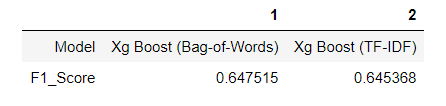 1 2
Model Xg Boost (Bag-of-Words) Xg Boost (TF-IDF)
F1_Score 0.647515 0.645368